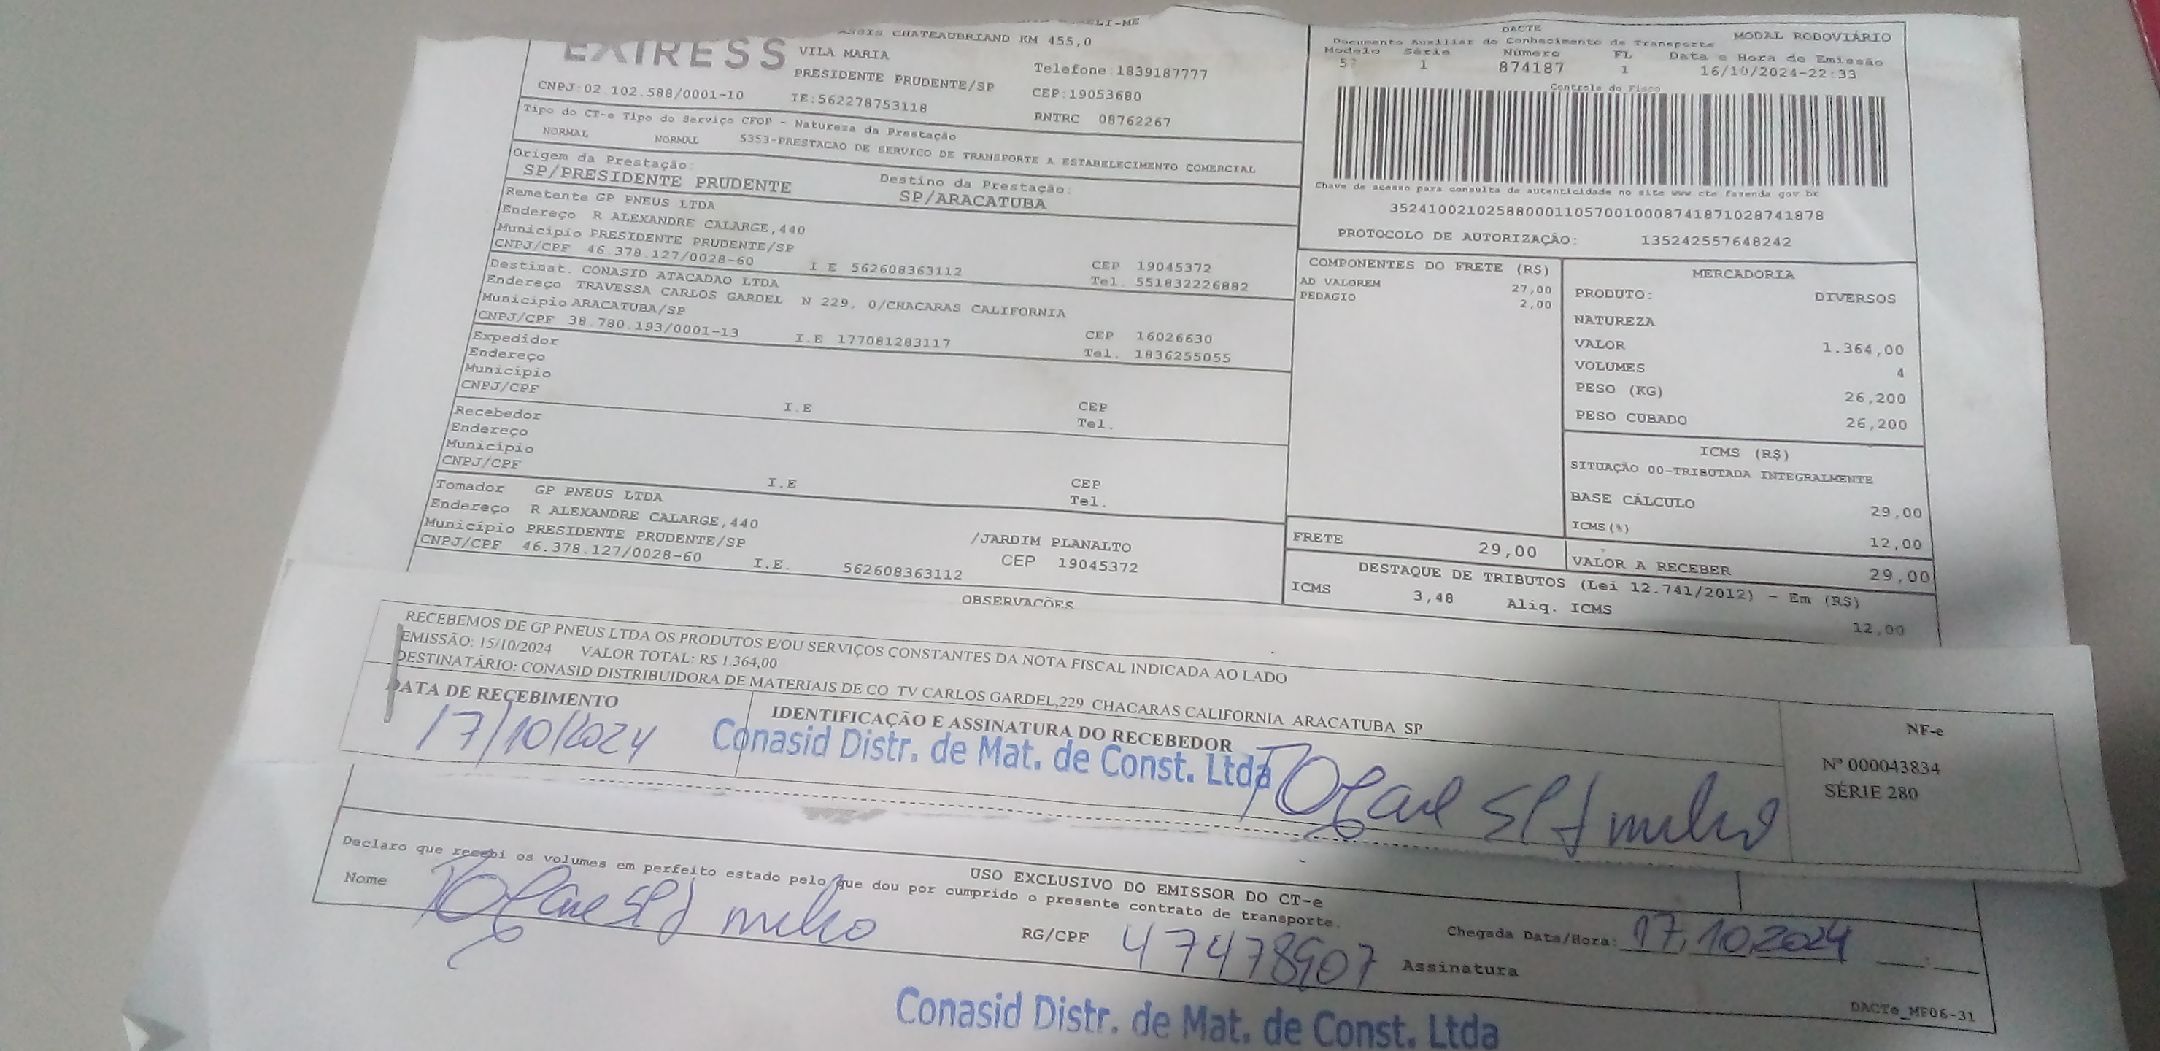 EXPRESS
ASSIS CHATEAUBRIAND KM 455,0
VILA MARIA
PRESIDENTE PRUDENTE/SP
Telefone:1839187777
CEP:19053680
CNPJ:02.102.588/0001-10 IE:562278753118 RNTRC 08762267
Tipo do CT-e Tipo do Serviço CFOP - Natureza da Prestação
NORMAL NORMAL 5353-PRESTACAO DE SERVICO DE TRANSPORTE A ESTABELECIMENTO COMERCIAL
Origem da Prestação: Destino da Prestação:
SP/PRESIDENTE PRUDENTE SP/ARACATUBA
Remetente GP PNEUS LTDA
Endereço R ALEXANDRE CALARGE,440
Município PRESIDENTE PRUDENTE/SP CEP 19045372
CNPJ/CPF 46.378.127/0028-60 I E 562608363112 Tel. 551832226882
Destinat. CONASID ATACADAO LTDA
Endereço TRAVESSA CARLOS GARDEL N 229, 0/CHACARAS CALIFORNIA
Município ARACATUBA/SP CEP 16026630
CNPJ/CPF 38.780.193/0001-13 I.E 177081283117 Tel. 1836255055
Expedidor
Endereço
Município CEP
CNPJ/CPF I.E Tel.
Recebedor
Endereço
Município CEP
CNPJ/CPF I.E Tel.
Tomador GP PNEUS LTDA
Endereço R ALEXANDRE CALARGE,440 /JARDIM PLANALTO
Município PRESIDENTE PRUDENTE/SP CEP 19045372
CNPJ/CPF 46.378.127/0028-60 I.E. 562608363112
OBSERVAÇÕES
DACTE MODAL RODOVIÁRIO
Documento Auxiliar do Conhecimento de Transporte
Modelo Série Número FL Data e Hora de Emissão
1 874187 1 16/10/2024-22:33
Controle do Fisco
Chave de acesso para consulta de autenticidade no site www cte fazenda gov br
35241002102588000110570010008741871028741878
PROTOCOLO DE AUTORIZAÇÃO: 135242557648242
COMPONENTES DO FRETE (R$)
AD VALOREM 27,00
PEDAGIO 2,00
MERCADORIA
PRODUTO: DIVERSOS
NATUREZA
VALOR 1.364,00
VOLUMES 4
PESO (KG) 26,200
PESO CUBADO 26,200
ICMS (R$)
SITUAÇÃO 00-TRIBUTADA INTEGRALMENTE
BASE CÁLCULO 29,00
ICMS(%) 12,00
FRETE 29,00 VALOR A RECEBER 29,00
DESTAQUE DE TRIBUTOS (Lei 12.741/2012) - Em (R$)
ICMS 3,48 Aliq. ICMS 12,00
RECEBEMOS DE GP PNEUS LTDA OS PRODUTOS E/OU SERVIÇOS CONSTANTES DA NOTA FISCAL INDICADA AO LADO
EMISSÃO: 15/10/2024 VALOR TOTAL: R$ 1.364,00
DESTINATÁRIO: CONASID DISTRIBUIDORA DE MATERIAIS DE CO TV CARLOS GARDEL,229 CHACARAS CALIFORNIA ARACATUBA SP
DATA DE RECEBIMENTO IDENTIFICAÇÃO E ASSINATURA DO RECEBEDOR
17/10/2024 Conasid Distr. de Mat. de Const. Ltda
NF-e
Nº 000043834
SÉRIE 280
USO EXCLUSIVO DO EMISSOR DO CT-e
Declaro que recebi os volumes em perfeito estado pelo que dou por cumprido o presente contrato de transporte.
Nome RG/CPF 47478907 Chegada Data/Hora: 17,10,2024
Assinatura
Conasid Distr. de Mat. de Const. Ltda
DACTe_MF06-31